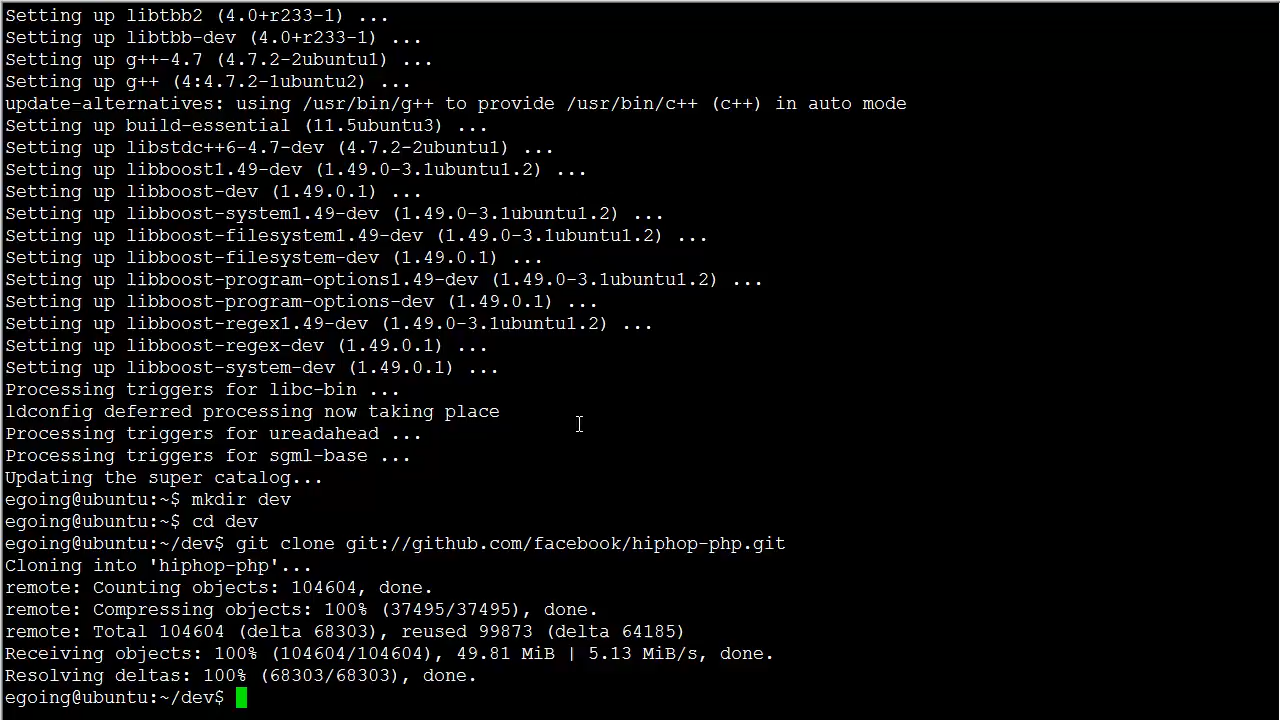 Setting up libtbb2 (4.0+r233-1) ...
Setting up libtbb-dev (4.0+r233-1) ...
Setting up g++-4.7 (4.7.2-2ubuntu1) ...
Setting up g++ (4:4.7.2-1ubuntu2) ...
update-alternatives: using /usr/bin/g++ to provide /usr/bin/c++ (c++) in auto mode
Setting up build-essential (11.5ubuntu3) ...
Setting up libstdc++6-4.7-dev (4.7.2-2ubuntu1) ...
Setting up libboost1.49-dev (1.49.0-3.1ubuntu1.2) ...
Setting up libboost-dev (1.49.0.1) ...
Setting up libboost-system1.49-dev (1.49.0-3.1ubuntu1.2) ...
Setting up libboost-filesystem1.49-dev (1.49.0-3.1ubuntu1.2) ...
Setting up libboost-filesystem-dev (1.49.0.1) ...
Setting up libboost-program-options1.49-dev (1.49.0-3.1ubuntu1.2) ...
Setting up libboost-program-options-dev (1.49.0.1) ...
Setting up libboost-regex1.49-dev (1.49.0-3.1ubuntu1.2) ...
Setting up libboost-regex-dev (1.49.0.1) ...
Setting up libboost-system-dev (1.49.0.1) ...
Processing triggers for libc-bin ...
ldconfig deferred processing now taking place
Processing triggers for ureadahead ...
Processing triggers for sgml-base ...
Updating the super catalog...
egoing@ubuntu:~$ mkdir dev
egoing@ubuntu:~$ cd dev
egoing@ubuntu:~/dev$ git clone git://github.com/facebook/hiphop-php.git
Cloning into 'hiphop-php'...
remote: Counting objects: 104604, done.
remote: Compressing objects: 100% (37495/37495), done.
remote: Total 104604 (delta 68303), reused 99873 (delta 64185)
Receiving objects: 100% (104604/104604), 49.81 MiB | 5.13 MiB/s, done.
Resolving deltas: 100% (68303/68303), done.
egoing@ubuntu:~/dev$